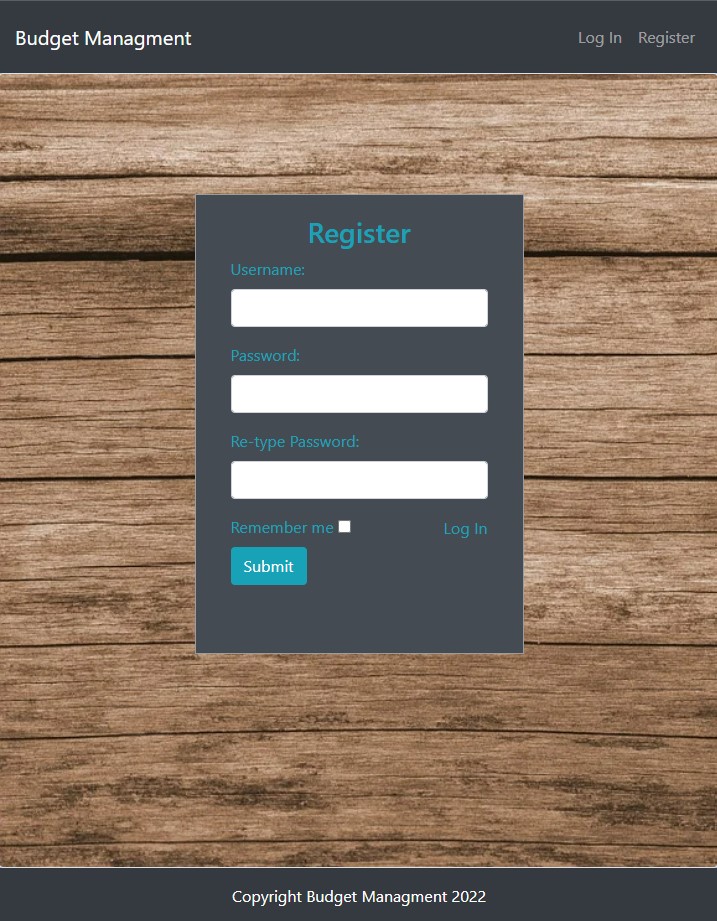 Budget Managment
Log In Register
Register
Username:
Password:
Re-type Password:
Remember me Log In
Submit
Copyright Budget Managment 2022